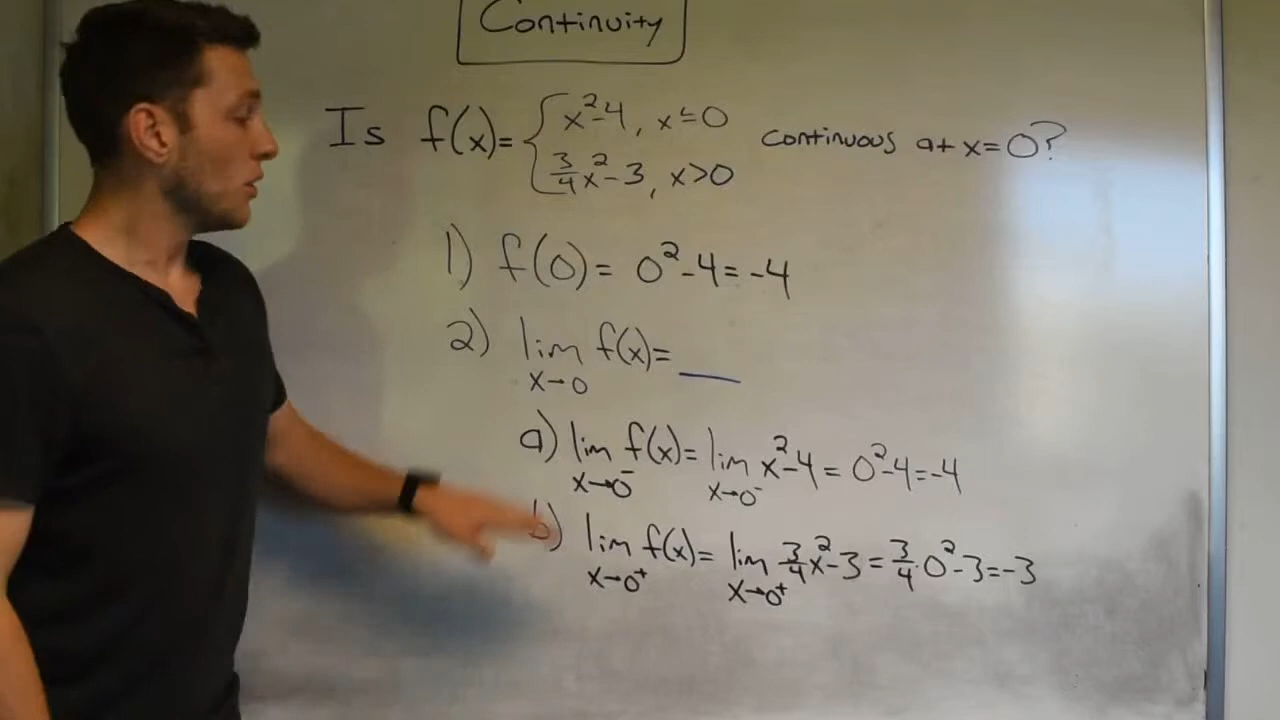 Continuity
Is f(x)= { x²-4, x≤0 continuous at x=0?
3/4x²-3, x>0
1) f(0)= 0²-4=-4
2) lim f(x)= __
x→0
a) lim f(x)= lim x²-4= 0²-4=-4
x→0⁻ x→0⁻
b) lim f(x)= lim 3/4x²-3= 3/4·0²-3=-3
x→0⁺ x→0⁺